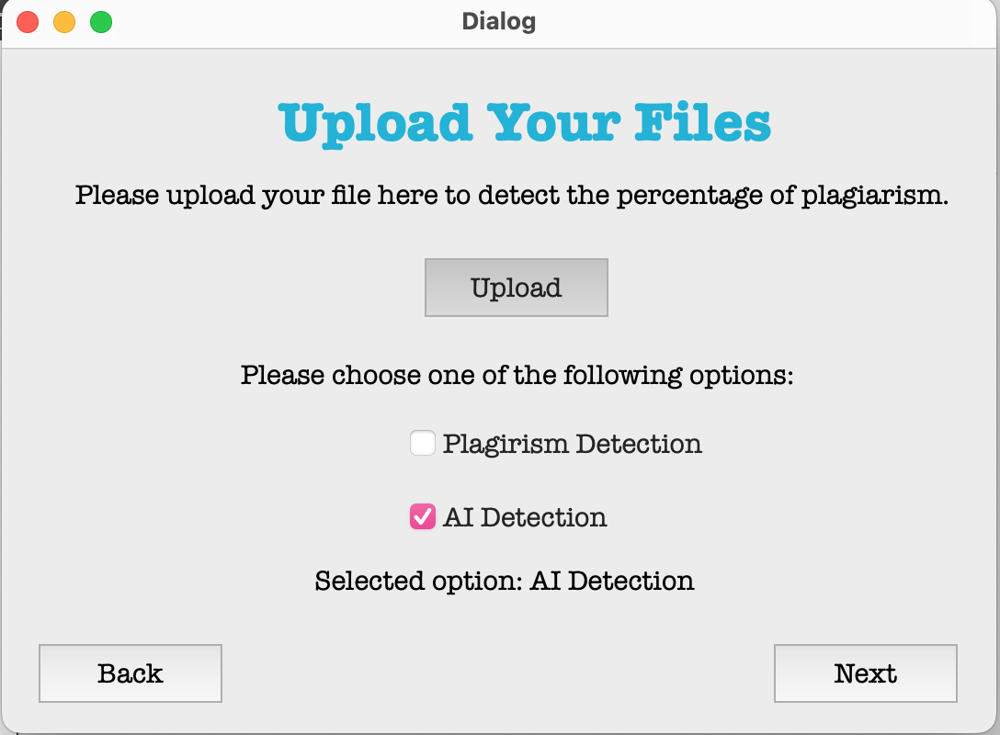 Dialog
Upload Your Files
Please upload your file here to detect the percentage of plagiarism.
Upload
Please choose one of the following options:
Plagirism Detection
AI Detection
Selected option: AI Detection
Back
Next